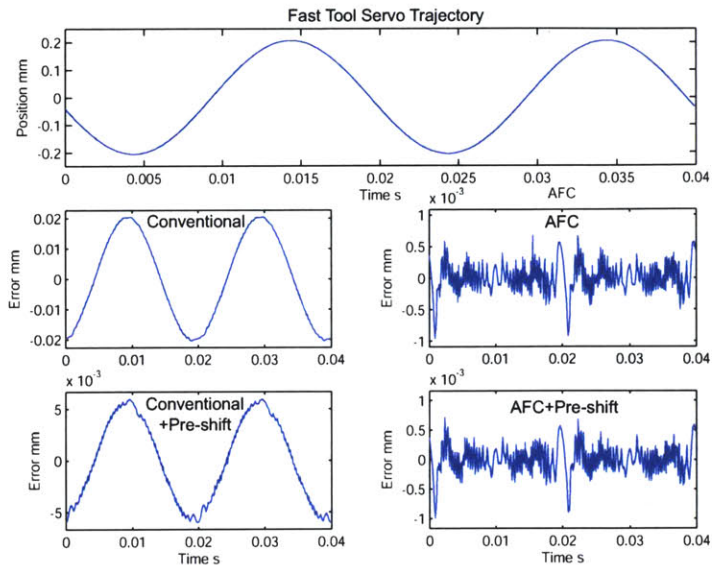 Fast Tool Servo Trajectory
0.2
0.1
0
-0.1
-0.2
Position mm
0 0.005 0.01 0.015 0.02 0.025 0.03 0.035 0.04
Time s
AFC
Conventional
0.02
0.01
0
-0.01
-0.02
Error mm
0 0.01 0.02 0.03 0.04
x 10⁻³
AFC
1
0.5
0
-0.5
-1
Error mm
0 0.01 0.02 0.03 0.04
x 10⁻³
Conventional
+Pre-shift
5
0
-5
Error mm
0 0.01 0.02 0.03 0.04
Time s
x 10⁻³
AFC+Pre-shift
1
0.5
0
-0.5
-1
Error mm
0 0.01 0.02 0.03 0.04
Time s